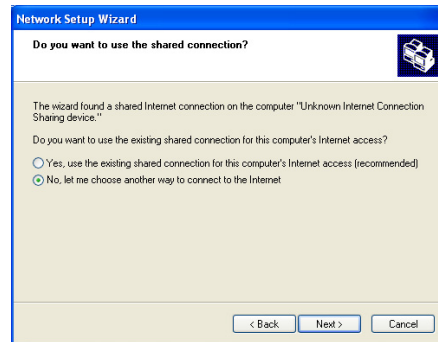 Network Setup Wizard
Do you want to use the shared connection?
The wizard found a shared Internet connection on the computer "Unknown Internet Connection
Sharing device."
Do you want to use the existing shared connection for this computer's Internet access?
Yes, use the existing shared connection for this computer's Internet access (recommended)
No, let me choose another way to connect to the Internet
< Back
Next >
Cancel